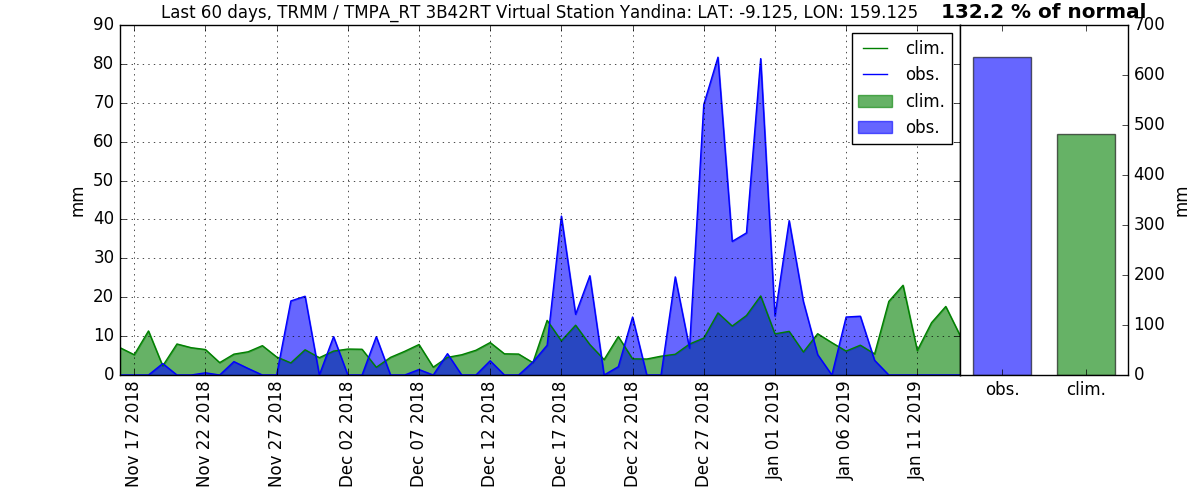 Last 60 days, TRMM / TMPA_RT 3B42RT Virtual Station Yandina: LAT: -9.125, LON: 159.125
132.2 % of normal
90
80
70
60
50
40
30
20
10
0
mm
clim.
obs.
clim.
obs.
700
600
500
400
300
200
100
0
mm
Nov 17 2018
Nov 22 2018
Nov 27 2018
Dec 02 2018
Dec 07 2018
Dec 12 2018
Dec 17 2018
Dec 22 2018
Dec 27 2018
Jan 01 2019
Jan 06 2019
Jan 11 2019
obs.
clim.